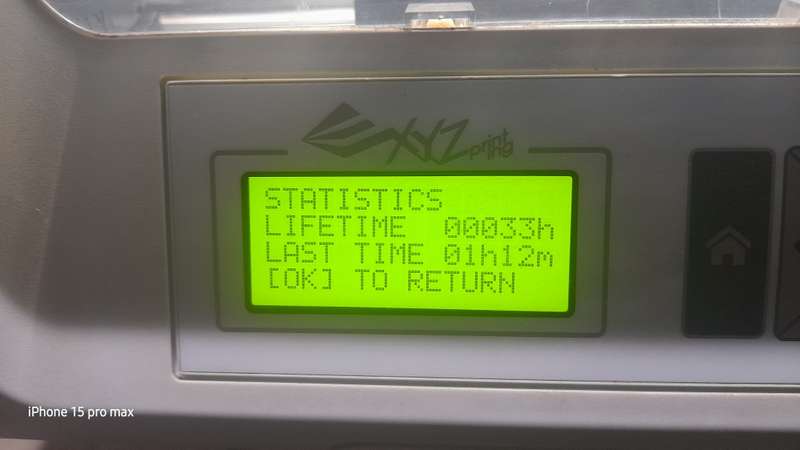 XYZ
printing
STATISTICS
LIFETIME 00033h
LAST TIME 01h12m
[OK] TO RETURN
iPhone 15 pro max